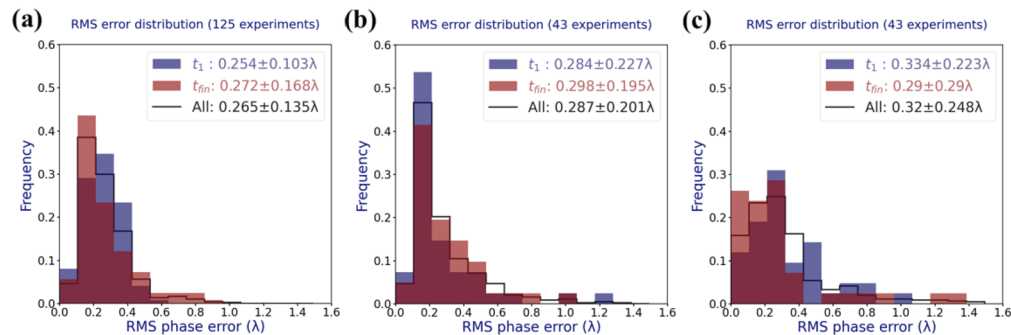 (a)
RMS error distribution (125 experiments)
t1 : 0.254±0.103λ
tfin : 0.272±0.168λ
All: 0.265±0.135λ
Frequency
0.6
0.5
0.4
0.3
0.2
0.1
0.0
0.0 0.2 0.4 0.6 0.8 1.0 1.2 1.4 1.6
RMS phase error (λ)
(b)
RMS error distribution (43 experiments)
t1 : 0.284±0.227λ
tfin : 0.298±0.195λ
All: 0.287±0.201λ
Frequency
0.6
0.5
0.4
0.3
0.2
0.1
0.0
0.0 0.2 0.4 0.6 0.8 1.0 1.2 1.4 1.6
RMS phase error (λ)
(c)
RMS error distribution (43 experiments)
t1 : 0.334±0.223λ
tfin : 0.29±0.29λ
All: 0.32±0.248λ
Frequency
0.6
0.5
0.4
0.3
0.2
0.1
0.0
0.0 0.2 0.4 0.6 0.8 1.0 1.2 1.4 1.6
RMS phase error (λ)